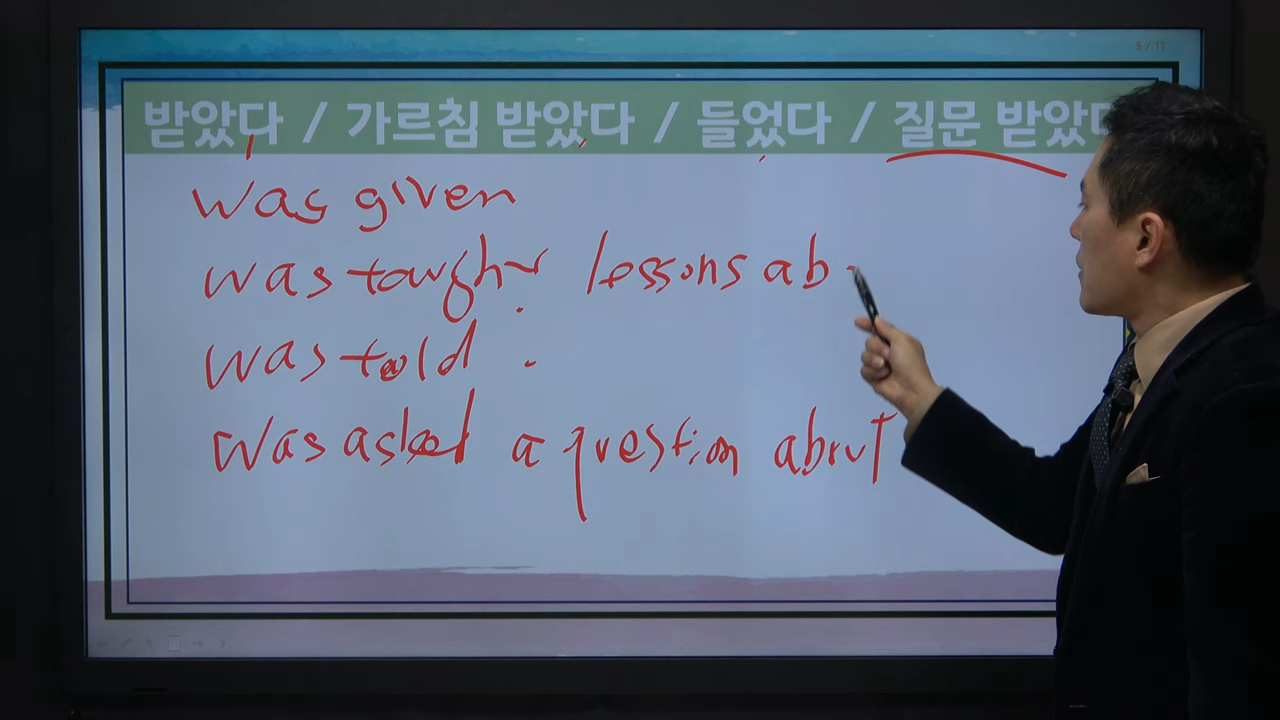 5 / 11
받았다 / 가르침 받았다 / 들었다 / 질문 받았다
was given
was taught lessons ab
was told
was asked a question about